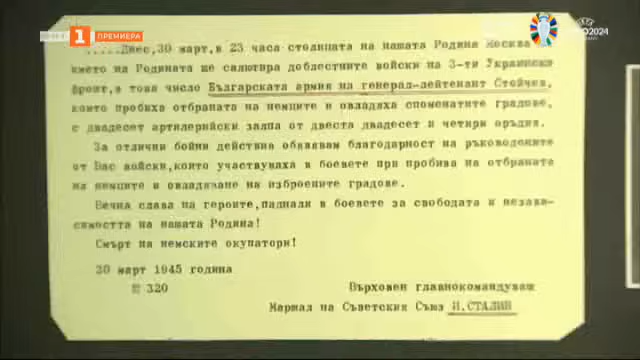 1 ПРЕМИЕРА
UEFA
EURO2024
.....Днес, 30 март, в 23 часа столицата на нашата Родина Москва
името на Родината ще салютира доблестните войски на 3-ти Украински
фронт, в това число Българската армия на генерал-лейтенант Стойчев,
които пробиха отбраната на немците и овладяха споменатите градове,
с двадесет артилерийски залпа от двеста двадесет и четири оръдия.
За отлични бойни действия обявявам благодарност на ръководените
от Вас войски, които участвуваха в боевете при пробива на отбраната
на немците и овладяване на изброените градове.
Вечна слава на героите, паднали в боевете за свободата и незави-
симостта на нашата Родина!
Смърт на немските окупатори!
30 март 1945 година
№ 320
Върховен главнокомандуващ
Маршал на Съветския Съюз И. СТАЛИН